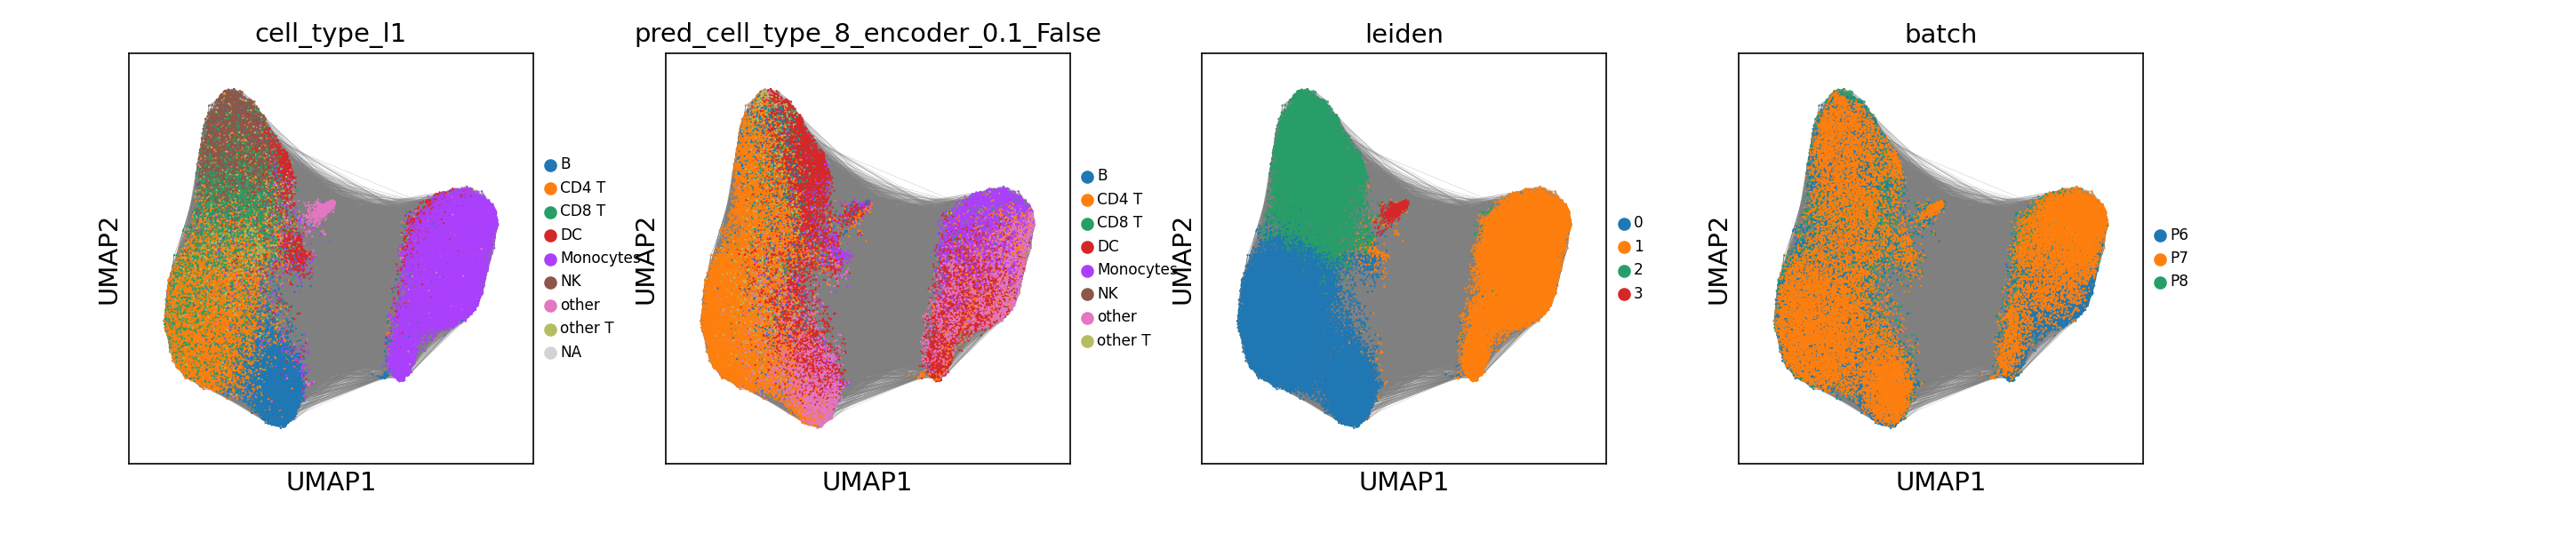 cell_type_l1
UMAP2
UMAP1
B
CD4 T
CD8 T
DC
Monocytes
NK
other
other T
NA
pred_cell_type_8_encoder_0.1_False
UMAP2
UMAP1
B
CD4 T
CD8 T
DC
Monocytes
NK
other
other T
leiden
UMAP2
UMAP1
0
1
2
3
batch
UMAP2
UMAP1
P6
P7
P8